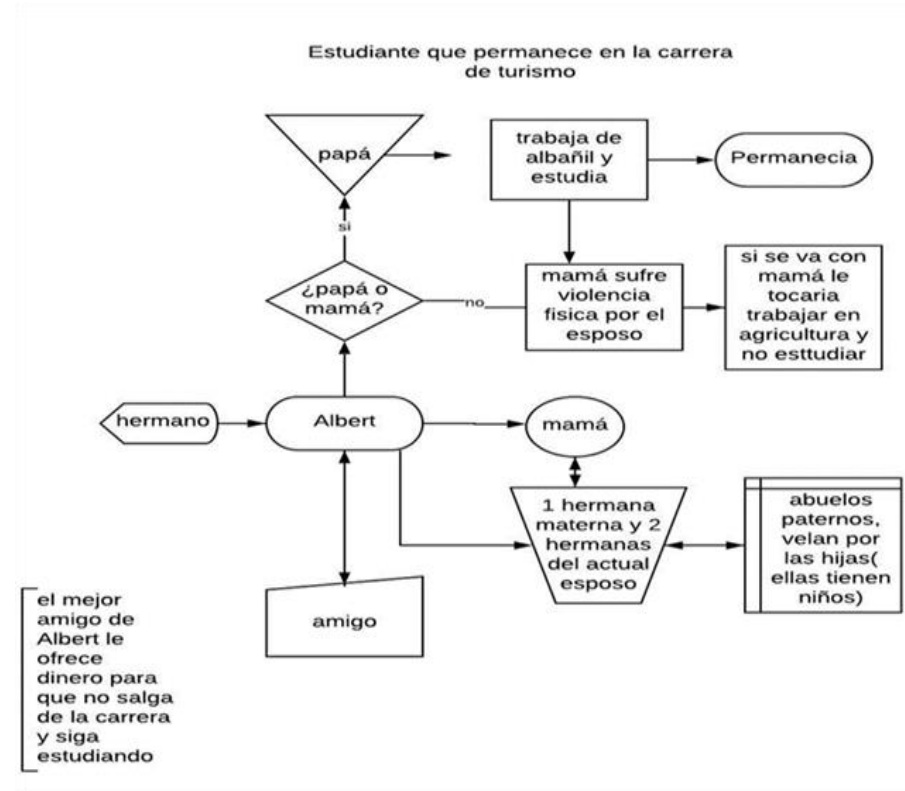 Estudiante que permanece en la carrera
de turismo
papá
trabaja de
albañil y
estudia
Permanecia
si
¿papá o
mamá?
no
mamá sufre
violencia
fisica por el
esposo
si se va con
mamá le
tocaria
trabajar en
agricultura y
no esttudiar
hermano
Albert
mamá
1 hermana
materna y 2
hermanas
del actual
esposo
abuelos
paternos,
velan por
las hijas(
ellas tienen
niños)
amigo
el mejor
amigo de
Albert le
ofrece
dinero para
que no salga
de la carrera
y siga
estudiando